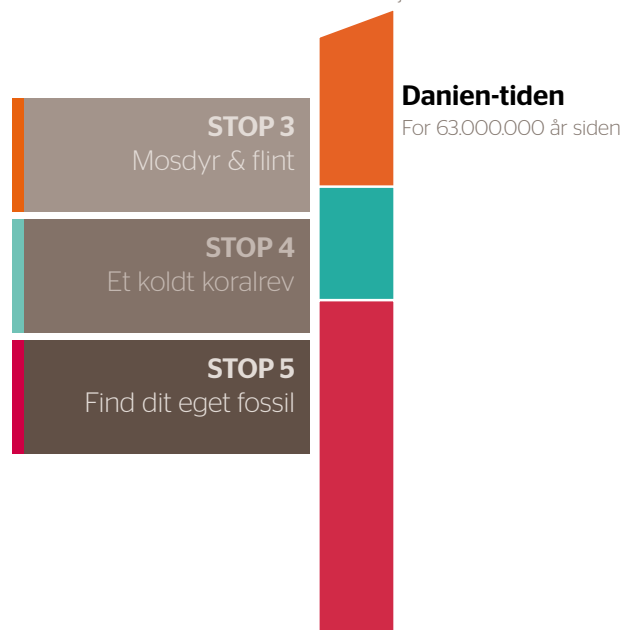 Danien-tiden
For 63.000.000 år siden
STOP 3
Mosdyr & flint
STOP 4
Et koldt koralrev
STOP 5
Find dit eget fossil